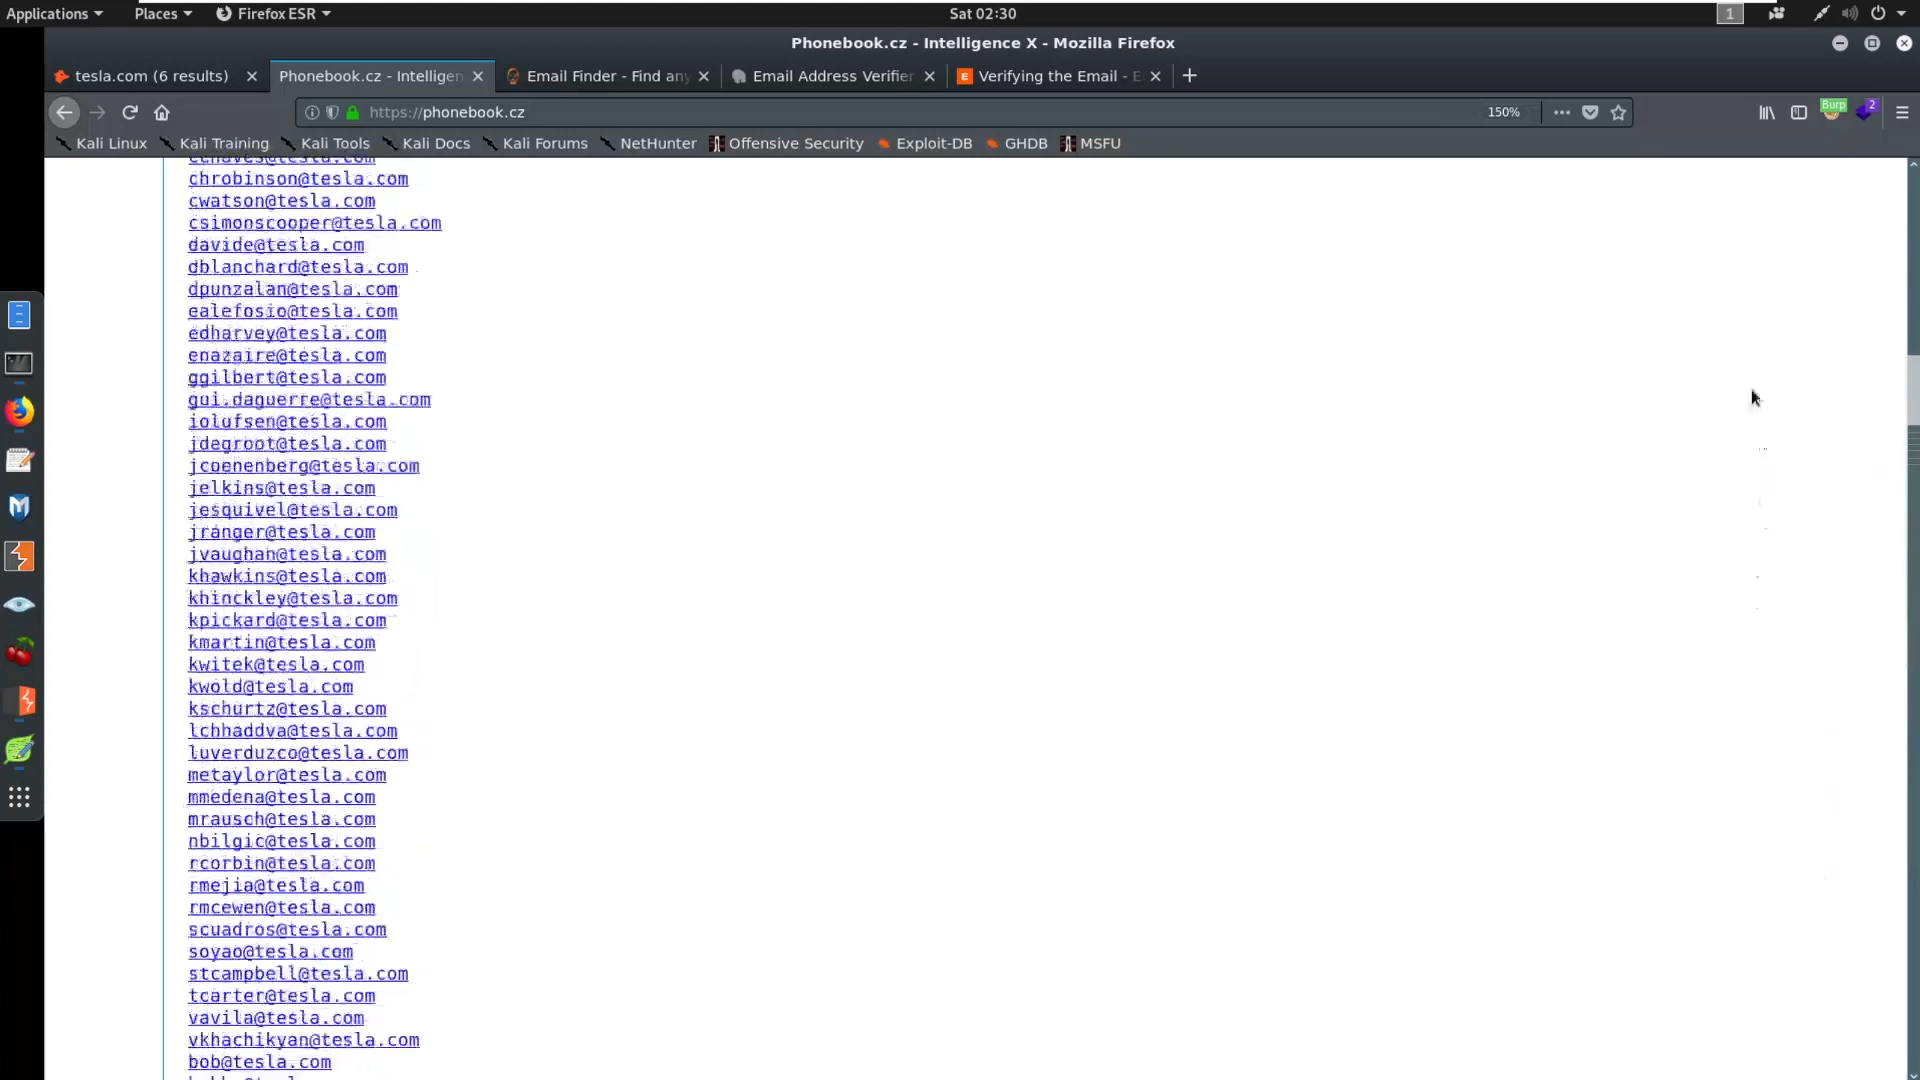 Applications Places Firefox ESR Sat 02:30 1
Phonebook.cz - Intelligence X - Mozilla Firefox
tesla.com (6 results) Phonebook.cz - Intelligen Email Finder - Find any Email Address Verifier Verifying the Email - E
https://phonebook.cz 150% Burp 2
Kali Linux Kali Training Kali Tools Kali Docs Kali Forums NetHunter Offensive Security Exploit-DB GHDB MSFU
chrobinson@tesla.com
cwatson@tesla.com
csimonscooper@tesla.com
davide@tesla.com
dblanchard@tesla.com
dpunzalan@tesla.com
ealefosio@tesla.com
edharvey@tesla.com
enazaire@tesla.com
ggilbert@tesla.com
gui.daguerre@tesla.com
iolufsen@tesla.com
jdegroot@tesla.com
jcoenenberg@tesla.com
jelkins@tesla.com
jesquivel@tesla.com
jranger@tesla.com
jvaughan@tesla.com
khawkins@tesla.com
khinckley@tesla.com
kpickard@tesla.com
kmartin@tesla.com
kwitek@tesla.com
kwold@tesla.com
kschurtz@tesla.com
lchhaddva@tesla.com
luverduzco@tesla.com
metaylor@tesla.com
mmedena@tesla.com
mrausch@tesla.com
nbilgic@tesla.com
rcorbin@tesla.com
rmejia@tesla.com
rmcewen@tesla.com
scuadros@tesla.com
soyao@tesla.com
stcampbell@tesla.com
tcarter@tesla.com
vavila@tesla.com
vkhachikyan@tesla.com
bob@tesla.com